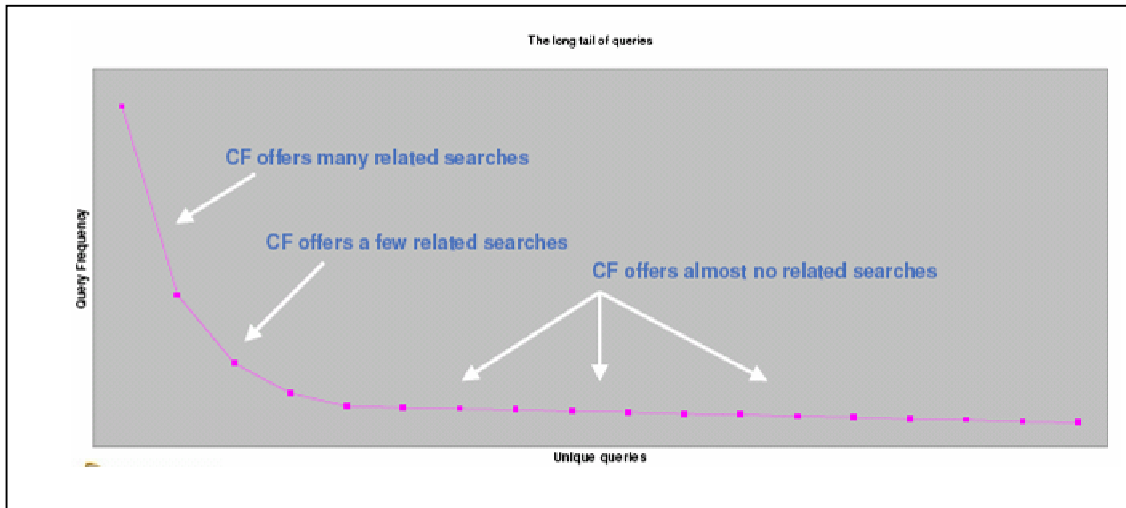 The long tail of queries
CF offers many related searches
CF offers a few related searches
CF offers almost no related searches
Query Frequency
Unique queries